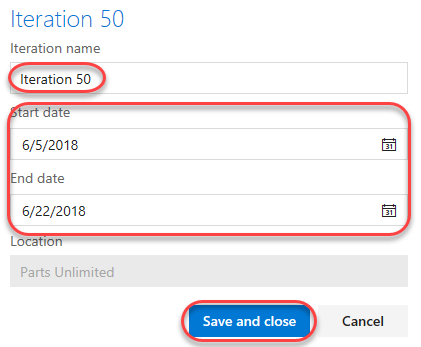 Iteration 50
Iteration name
Iteration 50
Start date
6/5/2018
31
End date
6/22/2018
31
Location
Parts Unlimited
Save and close Cancel